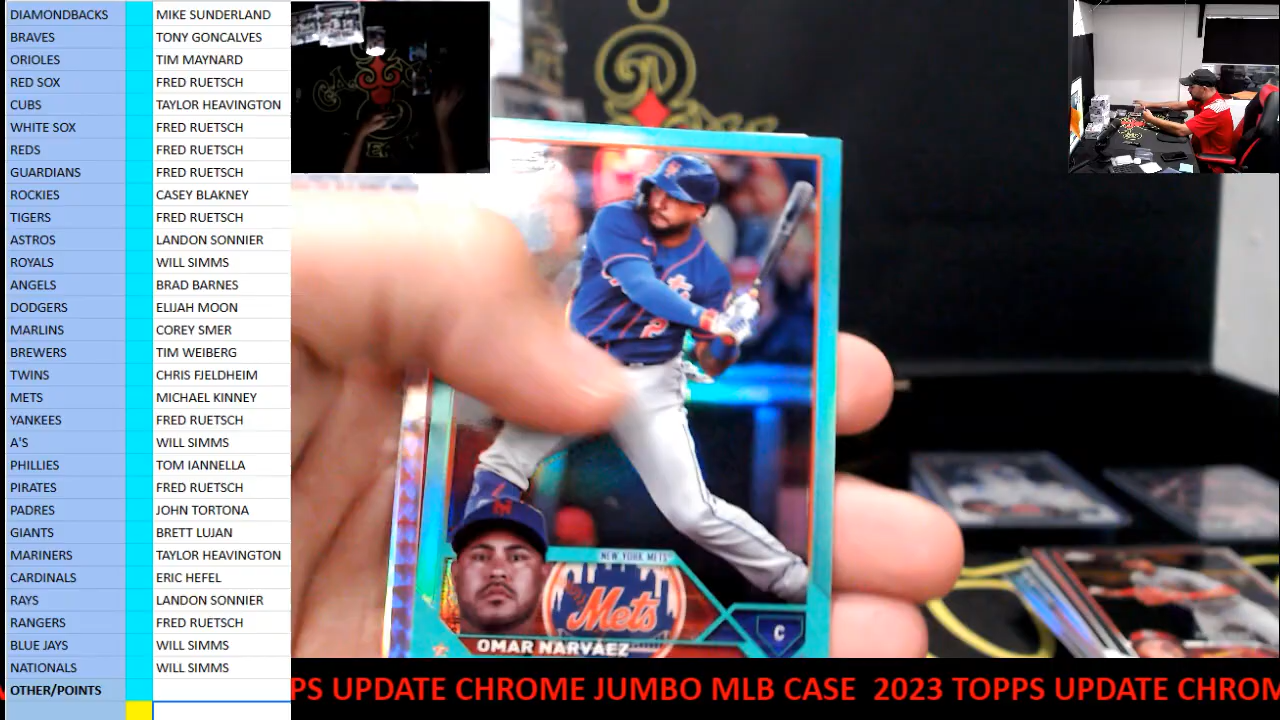 DIAMONDBACKS MIKE SUNDERLAND
BRAVES TONY GONCALVES
ORIOLES TIM MAYNARD
RED SOX FRED RUETSCH
CUBS TAYLOR HEAVINGTON
WHITE SOX FRED RUETSCH
REDS FRED RUETSCH
GUARDIANS FRED RUETSCH
ROCKIES CASEY BLAKNEY
TIGERS FRED RUETSCH
ASTROS LANDON SONNIER
ROYALS WILL SIMMS
ANGELS BRAD BARNES
DODGERS ELIJAH MOON
MARLINS COREY SMER
BREWERS TIM WEIBERG
TWINS CHRIS FJELDHEIM
METS MICHAEL KINNEY
YANKEES FRED RUETSCH
A'S WILL SIMMS
PHILLIES TOM IANNELLA
PIRATES FRED RUETSCH
PADRES JOHN TORTONA
GIANTS BRETT LUJAN
MARINERS TAYLOR HEAVINGTON
CARDINALS ERIC HEFEL
RAYS LANDON SONNIER
RANGERS FRED RUETSCH
BLUE JAYS WILL SIMMS
NATIONALS WILL SIMMS
OTHER/POINTS
NEW YORK METS
Mets
C
OMAR NARVÁEZ
PS UPDATE CHROME JUMBO MLB CASE 2023 TOPPS UPDATE CHROM